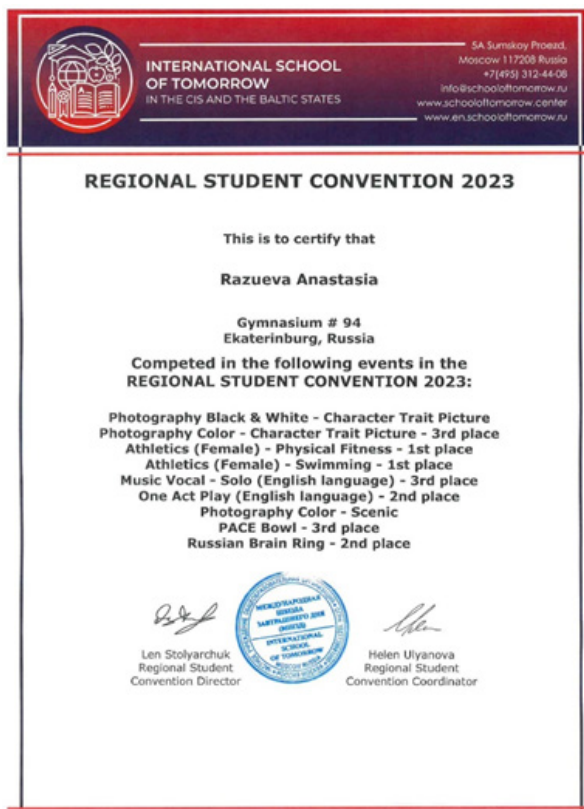 INTERNATIONAL SCHOOL
OF TOMORROW
IN THE CIS AND THE BALTIC STATES
5A Sumskoy Proezd,
Moscow 117208 Russia
+7(495) 312-44-08
info@schooloftomorrow.ru
www.schooloftomorrow.center
www.en.schooloftomorrow.ru
REGIONAL STUDENT CONVENTION 2023
This is to certify that
Razueva Anastasia
Gymnasium # 94
Ekaterinburg, Russia
Competed in the following events in the
REGIONAL STUDENT CONVENTION 2023:
Photography Black & White - Character Trait Picture
Photography Color - Character Trait Picture - 3rd place
Athletics (Female) - Physical Fitness - 1st place
Athletics (Female) - Swimming - 1st place
Music Vocal - Solo (English language) - 3rd place
One Act Play (English language) - 2nd place
Photography Color - Scenic
PACE Bowl - 3rd place
Russian Brain Ring - 2nd place
МЕЖДУНАРОДНАЯ
ШКОЛА
ЗАВТРАШНЕГО ДНЯ
INTERNATIONAL
SCHOOL
OF TOMORROW
Len Stolyarchuk
Regional Student
Convention Director
Helen Ulyanova
Regional Student
Convention Coordinator